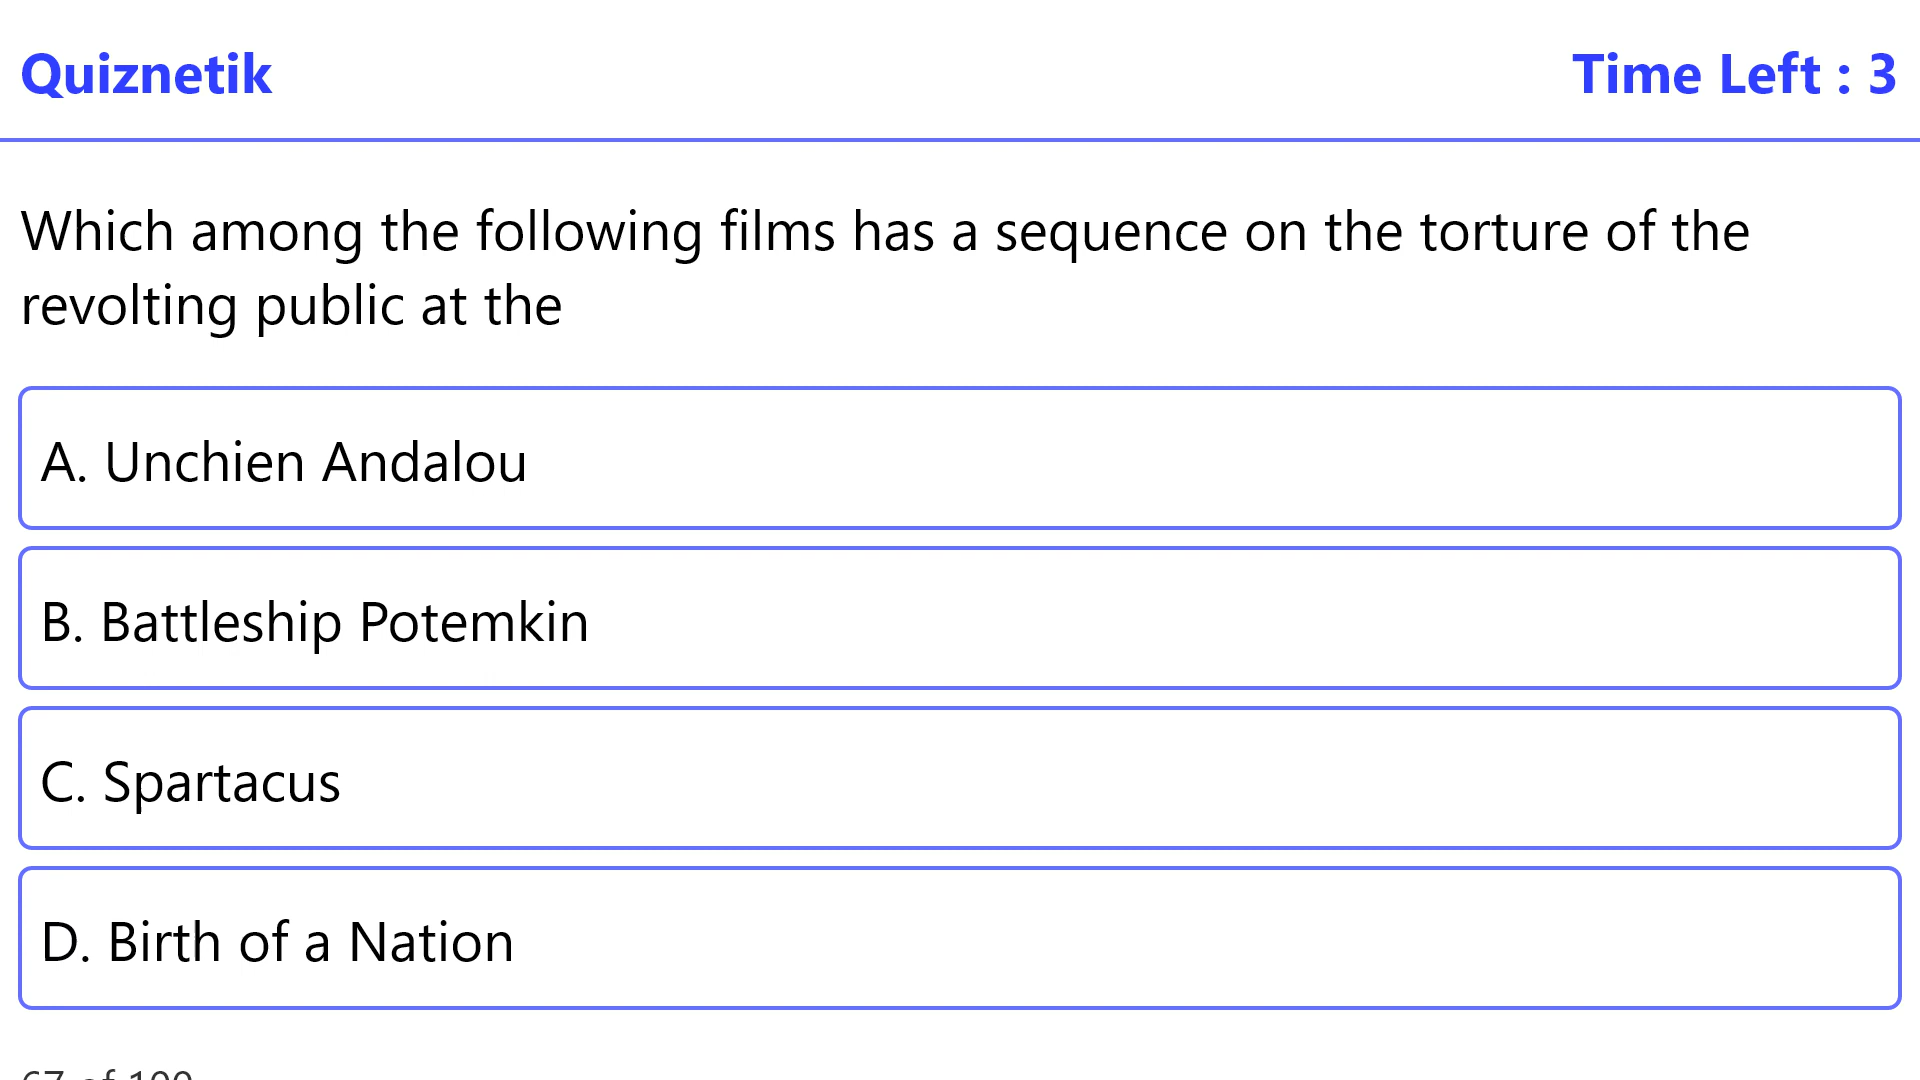 Quiznetik
Time Left : 3
Which among the following films has a sequence on the torture of the
revolting public at the
A. Unchien Andalou
B. Battleship Potemkin
C. Spartacus
D. Birth of a Nation